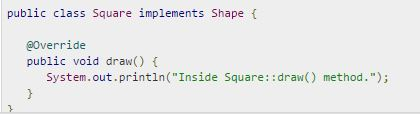 public class Square implements Shape {
@Override
public void draw() {
System.out.println("Inside Square::draw() method.");
}
}